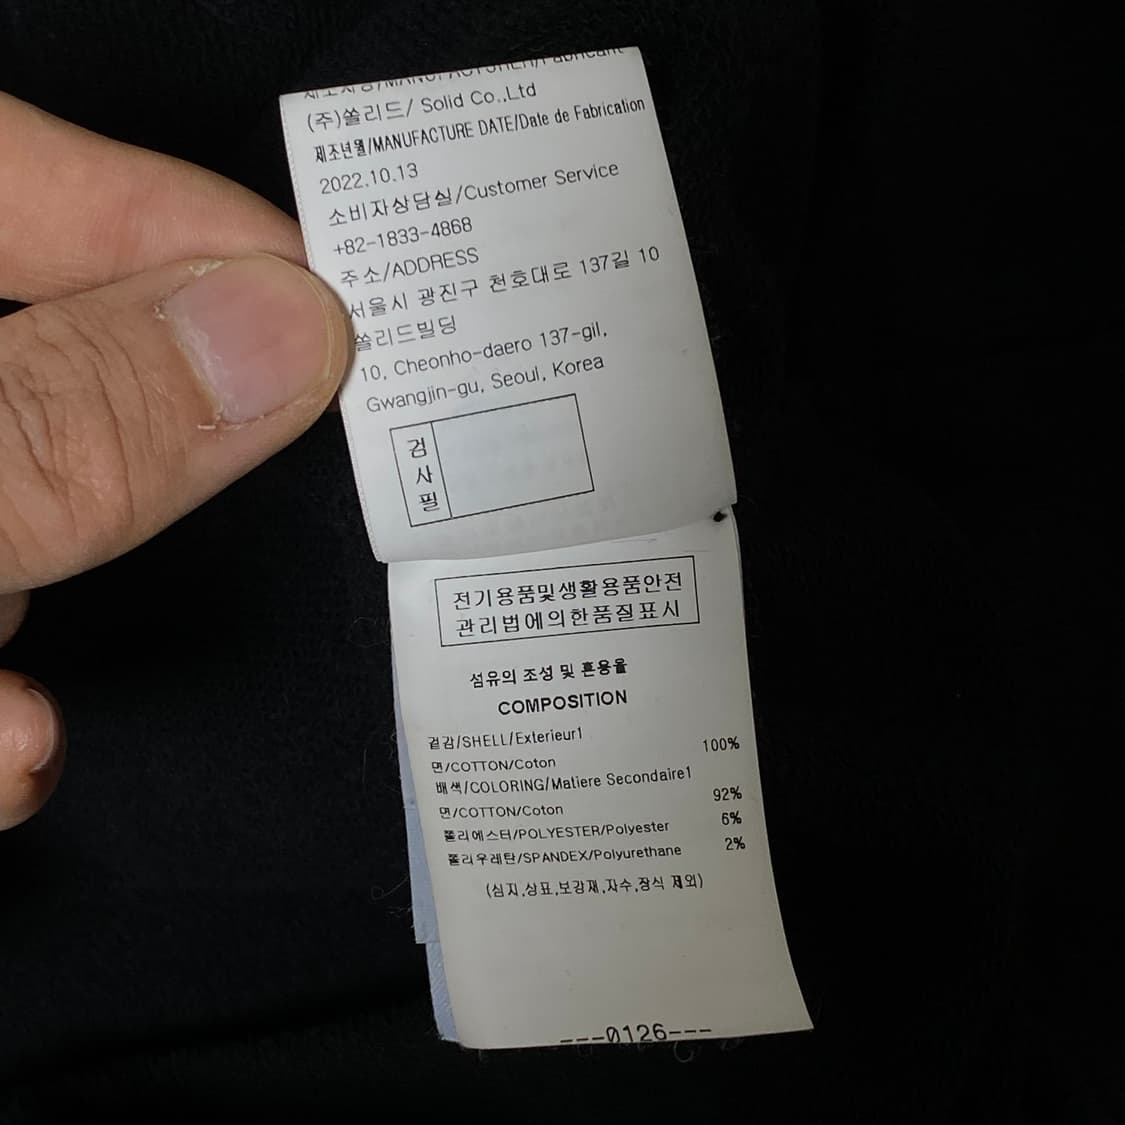 제조자명/MANUFACTURER/Fabricant
(주)쏠리드/ Solid Co.,Ltd
제조년월/MANUFACTURE DATE/Date de Fabrication
2022.10.13
소비자상담실/Customer Service
+82-1833-4868
주소/ADDRESS
서울시 광진구 천호대로 137길 10
쏠리드빌딩
10, Cheonho-daero 137-gil,
Gwangjin-gu, Seoul, Korea
검
사
필
전기용품및생활용품안전
관리법에의한품질표시
섬유의 조성 및 혼용율
COMPOSITION
겉감/SHELL/Exterieur1
면/COTTON/Coton 100%
배색/COLORING/Matiere Secondaire1
면/COTTON/Coton 92%
폴리에스터/POLYESTER/Polyester 6%
폴리우레탄/SPANDEX/Polyurethane 2%
(심지,상표,보강재,자수,장식 제외)
---0126---